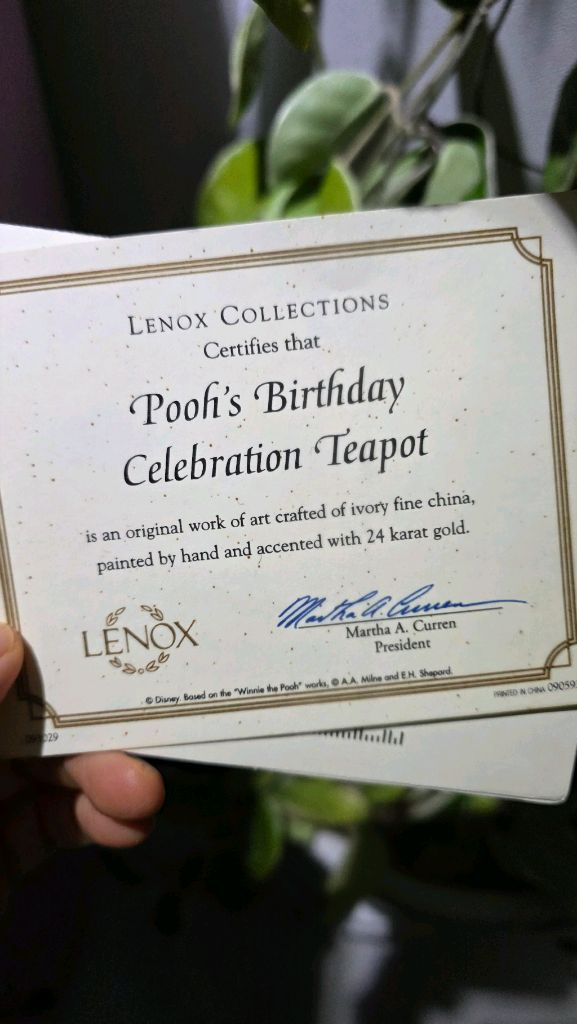 LENOX COLLECTIONS
Certifies that
Pooh's Birthday
Celebration Teapot
is an original work of art crafted of ivory fine china,
painted by hand and accented with 24 karat gold.
LENOX
Martha A. Curren
Martha A. Curren
President
© Disney. Based on the "Winnie the Pooh" works, © A.A. Milne and E.H. Shepard.
PRINTED IN CHINA